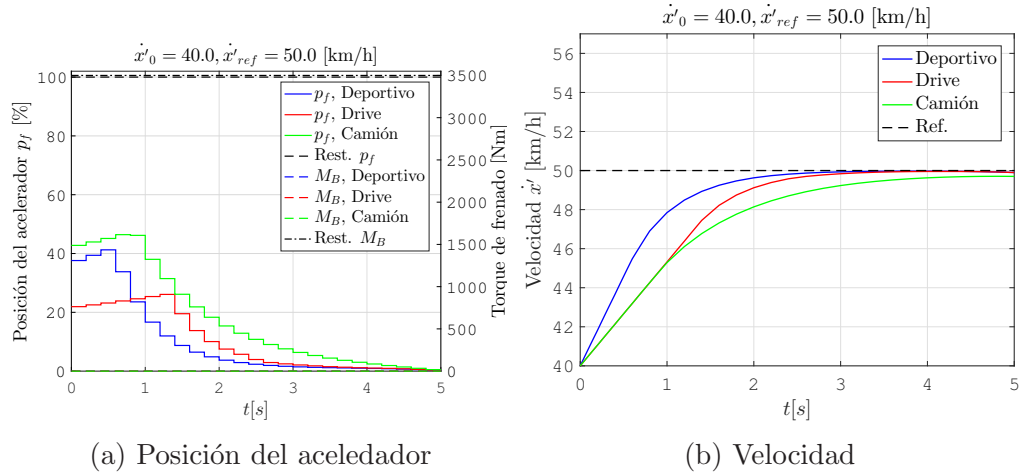 ẋ'₀ = 40.0, ẋ'ref = 50.0 [km/h]
Posición del acelerador p_f [%]
100
80
60
40
20
0
p_f, Deportivo
p_f, Drive
p_f, Camión
Rest. p_f
M_B, Deportivo
M_B, Drive
M_B, Camión
Rest. M_B
3500
3000
2500
2000
1500
1000
500
0
Torque de frenado [Nm]
0 1 2 3 4 5
t[s]
(a) Posición del aceledador
ẋ'₀ = 40.0, ẋ'ref = 50.0 [km/h]
Velocidad ẋ' [km/h]
56
54
52
50
48
46
44
42
40
Deportivo
Drive
Camión
Ref.
0 1 2 3 4 5
t[s]
(b) Velocidad